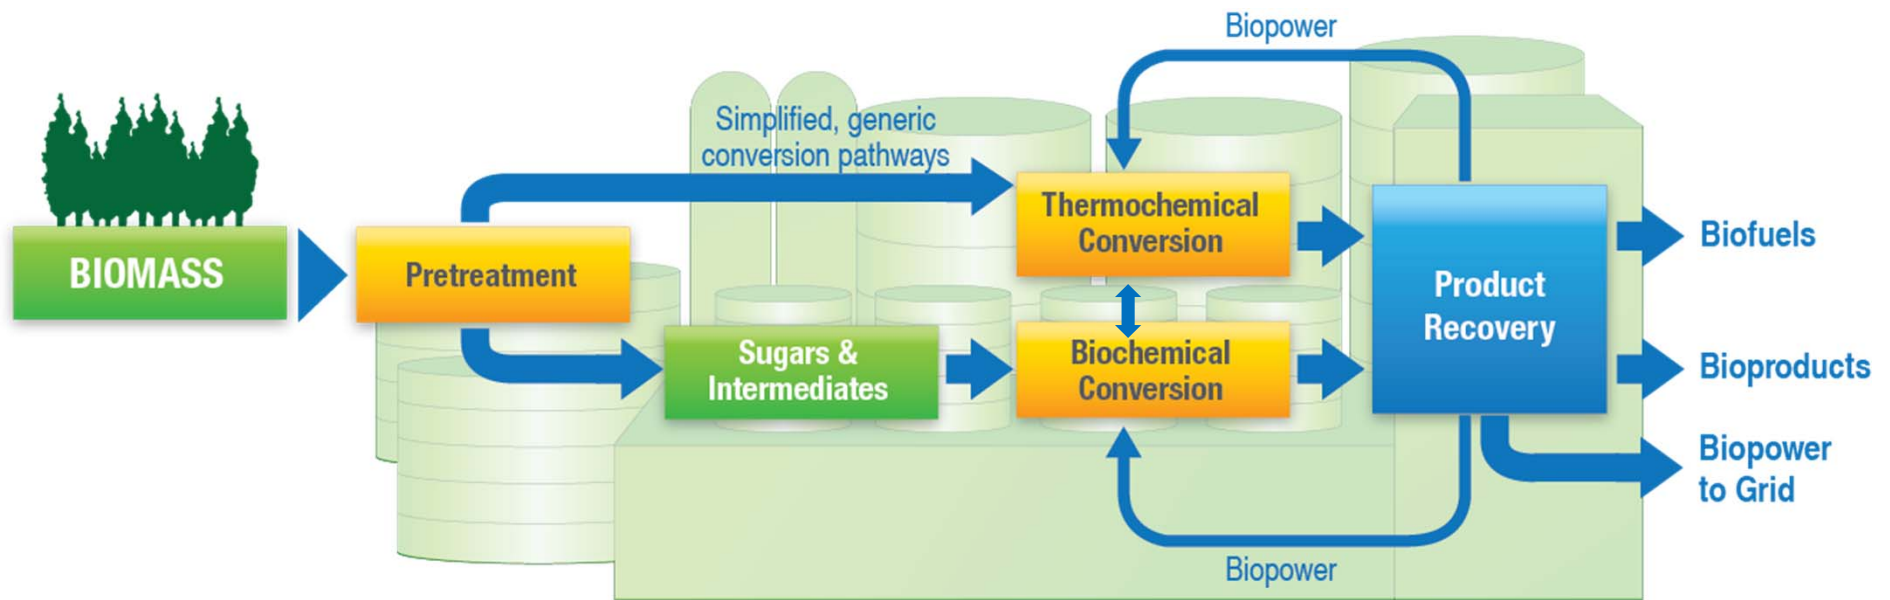 Biopower
Simplified, generic
conversion pathways
BIOMASS
Pretreatment
Thermochemical
Conversion
Sugars &
Intermediates
Biochemical
Conversion
Product
Recovery
Biofuels
Bioproducts
Biopower
to Grid
Biopower